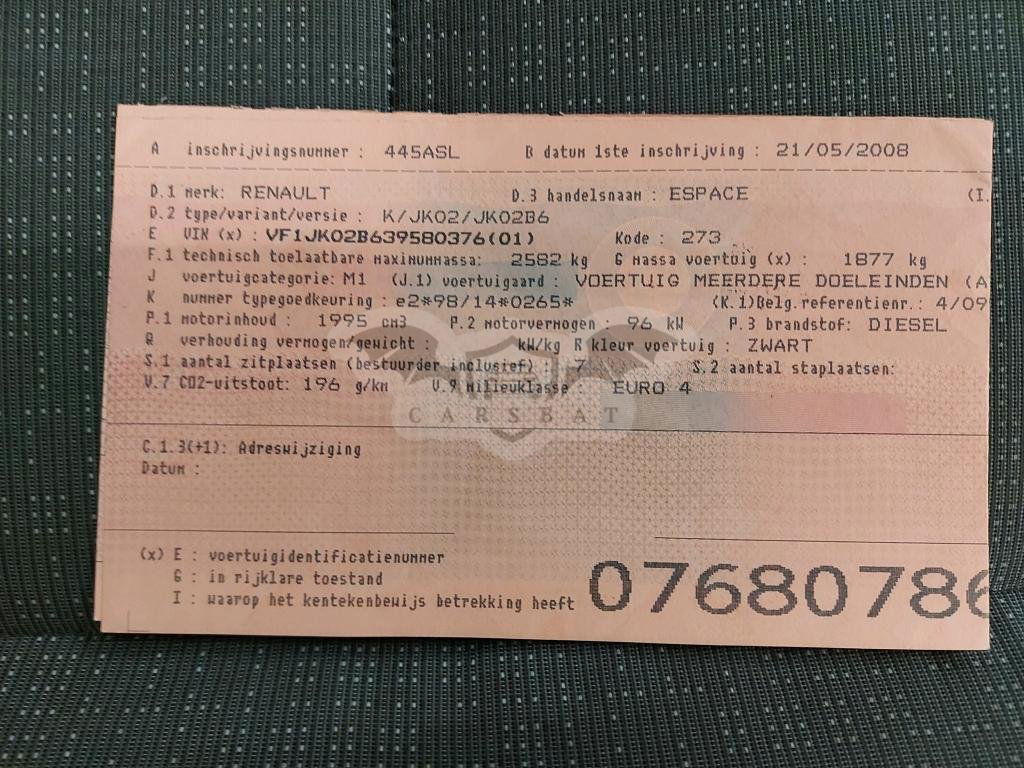 A inschrijvingsnummer : 445ASL B datum 1ste inschrijving : 21/05/2008
D.1 merk: RENAULT D.3 handelsnaam : ESPACE (I.
D.2 type/variant/versie : K/JK02/JK02B6
E VIN (x) : VF1JK02B639580376(01) Kode : 273
F.1 technisch toelaatbare maximummassa: 2582 kg G massa voertuig (x) : 1877 kg
J voertuigcategorie: M1 (J.1) voertuigaard : VOERTUIG MEERDERE DOELEINDEN (A
K nummer typegoedkeuring : e2*98/14*0265* (K.1)Belg.referentienr.: 4/09
P.1 motorinhoud : 1995 cm3 P.2 motorvermogen : 96 kW P.3 brandstof: DIESEL
Q verhouding vermogen/gewicht : kW/kg R kleur voertuig : ZWART
S.1 aantal zitplaatsen (bestuurder inclusief) : 7 S.2 aantal staplaatsen:
V.7 CO2-uitstoot: 196 g/km V.9 milieuklasse : EURO 4
CARSBAT
C.1.3(+1): Adreswijziging
Datum :
(x) E : voertuigidentificatienummer
G : in rijklare toestand
I : waarop het kentekenbewijs betrekking heeft 07680786